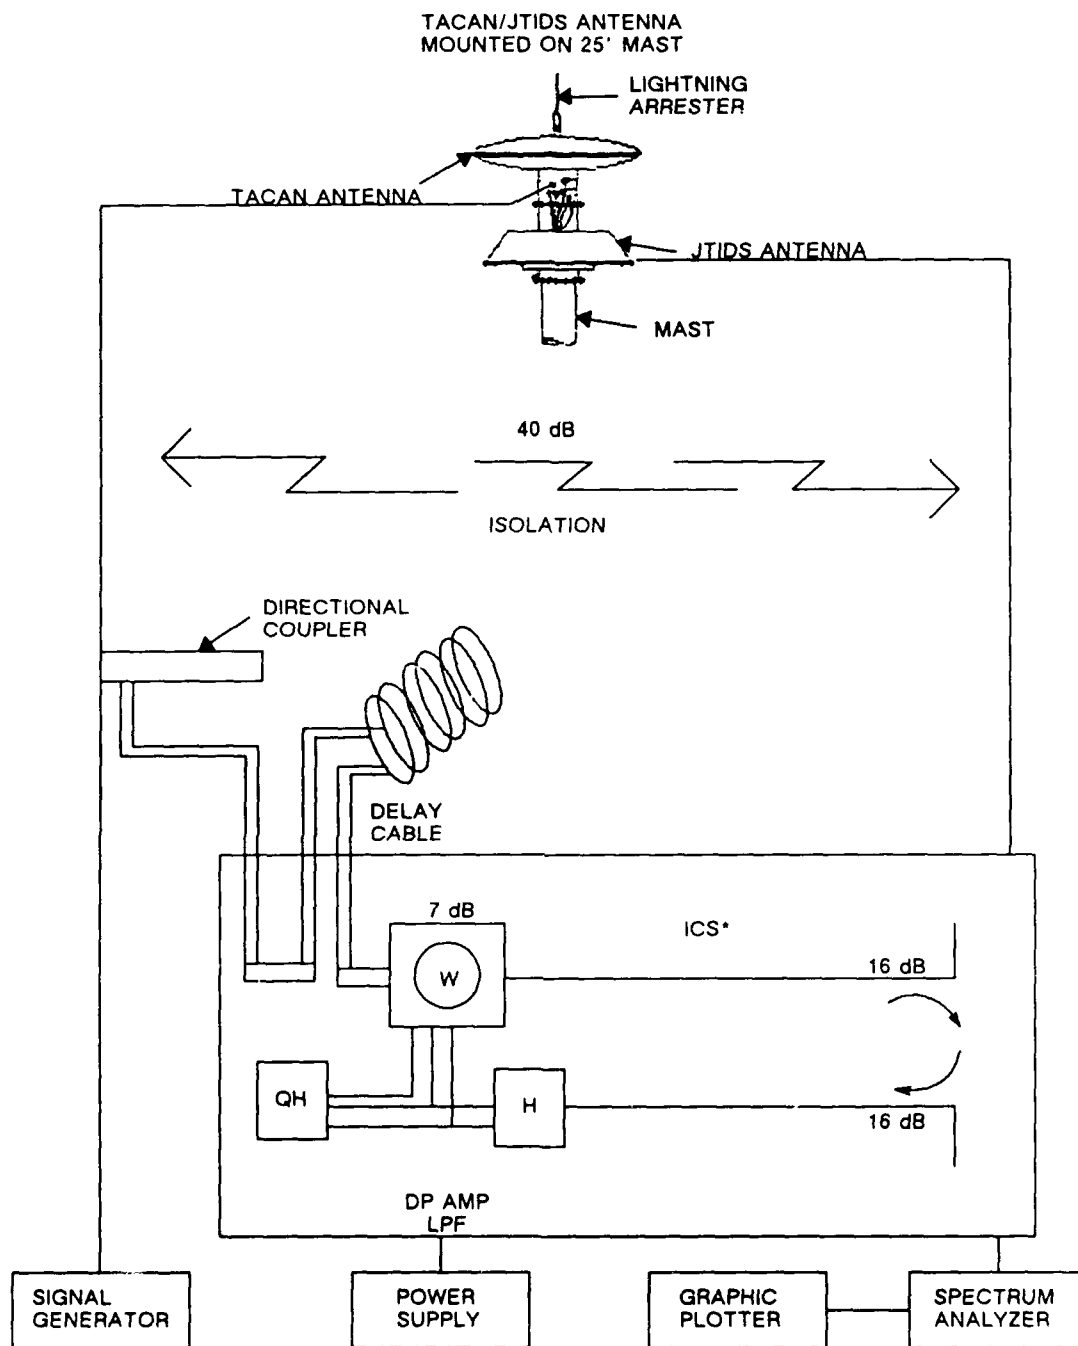 TACAN/JTIDS ANTENNA
MOUNTED ON 25' MAST
LIGHTNING
ARRESTER
TACAN ANTENNA
JTIDS ANTENNA
MAST
40 dB
ISOLATION
DIRECTIONAL
COUPLER
DELAY
CABLE
7 dB
ICS*
W
16 dB
QH
H
16 dB
DP AMP
LPF
SIGNAL
GENERATOR
POWER
SUPPLY
GRAPHIC
PLOTTER
SPECTRUM
ANALYZER